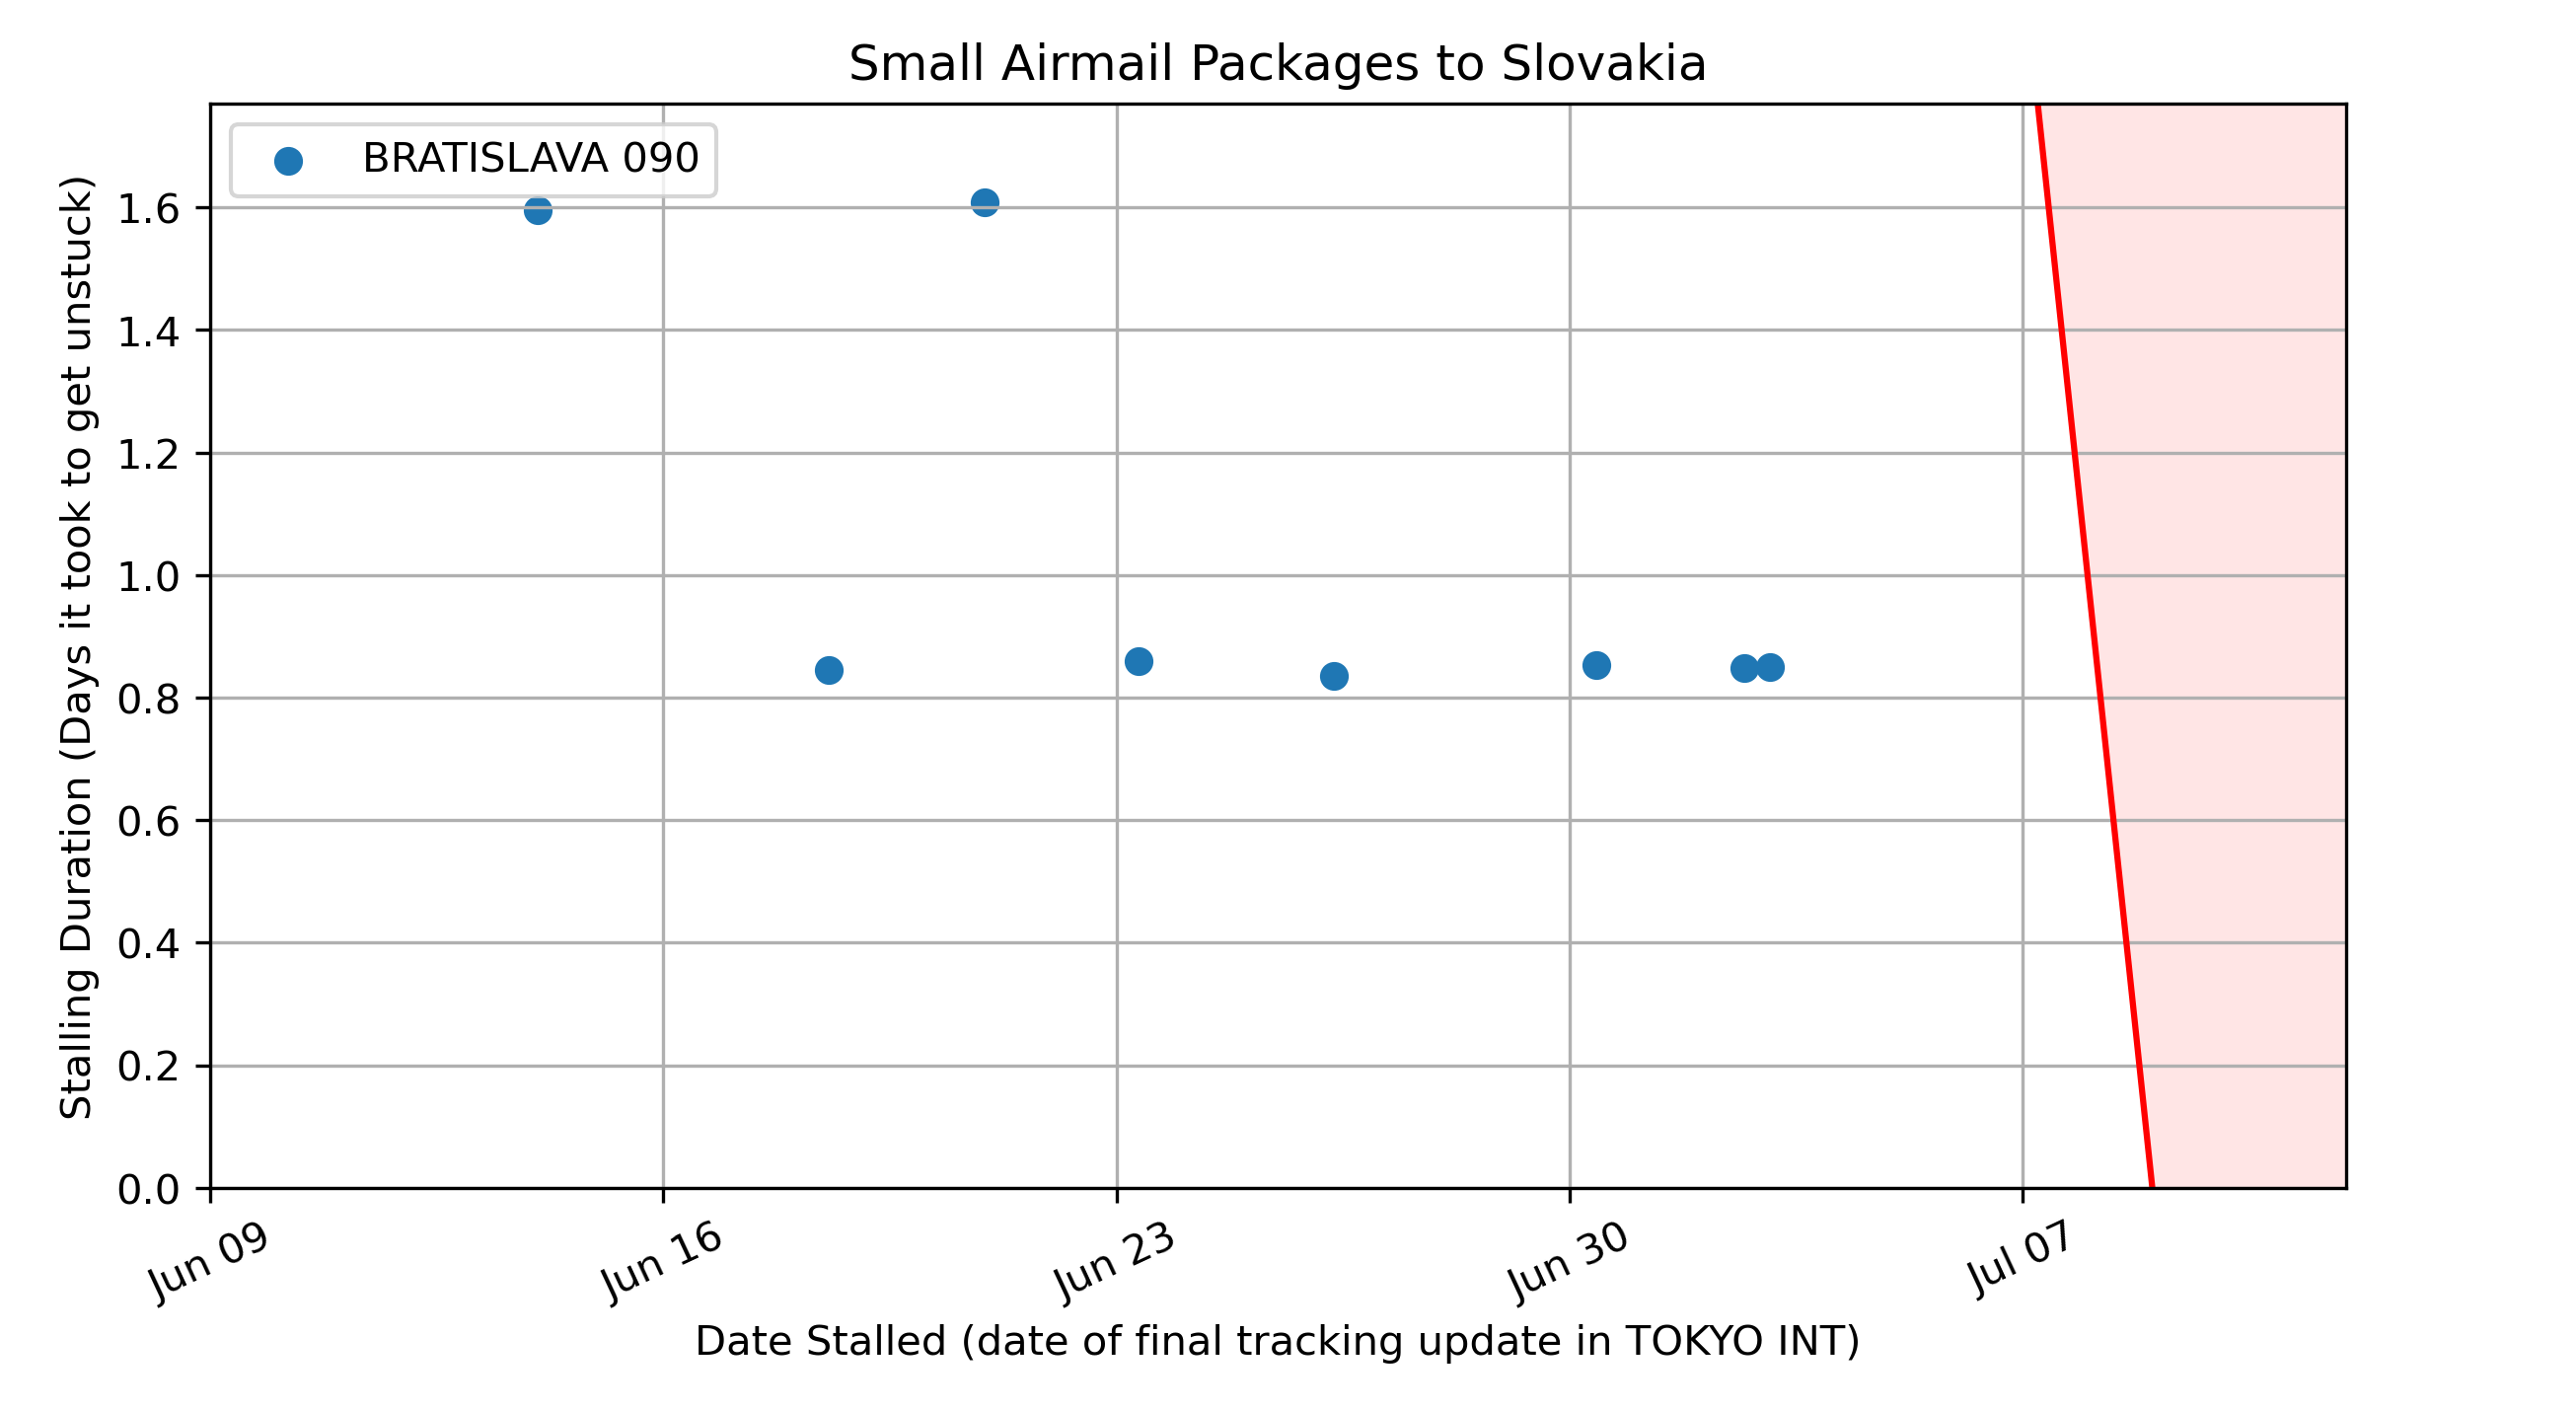 Small Airmail Packages to Slovakia
BRATISLAVA 090
Stalling Duration (Days it took to get unstuck)
1.6
1.4
1.2
1.0
0.8
0.6
0.4
0.2
0.0
Jun 09
Jun 16
Jun 23
Jun 30
Jul 07
Date Stalled (date of final tracking update in TOKYO INT)